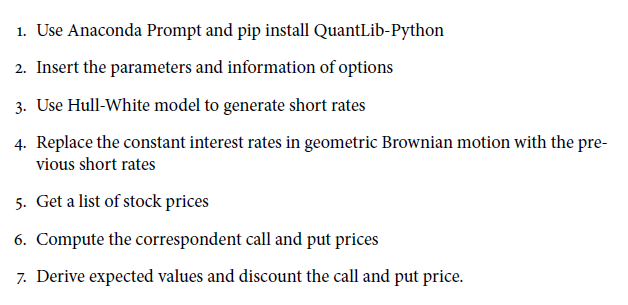 1. Use Anaconda Prompt and pip install QuantLib-Python
2. Insert the parameters and information of options
3. Use Hull-White model to generate short rates
4. Replace the constant interest rates in geometric Brownian motion with the pre-
vious short rates
5. Get a list of stock prices
6. Compute the correspondent call and put prices
7. Derive expected values and discount the call and put price.